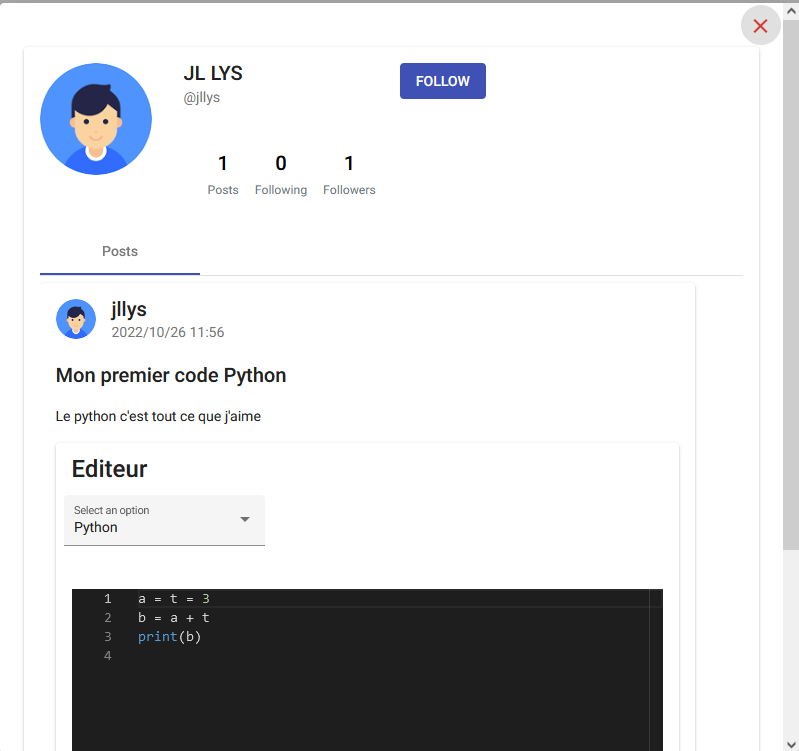 JL LYS
@jllys
FOLLOW
1 0 1
Posts Following Followers
Posts
jllys
2022/10/26 11:56
Mon premier code Python
Le python c'est tout ce que j'aime
Editeur
Select an option
Python
1 a = t = 3
2 b = a + t
3 print(b)
4